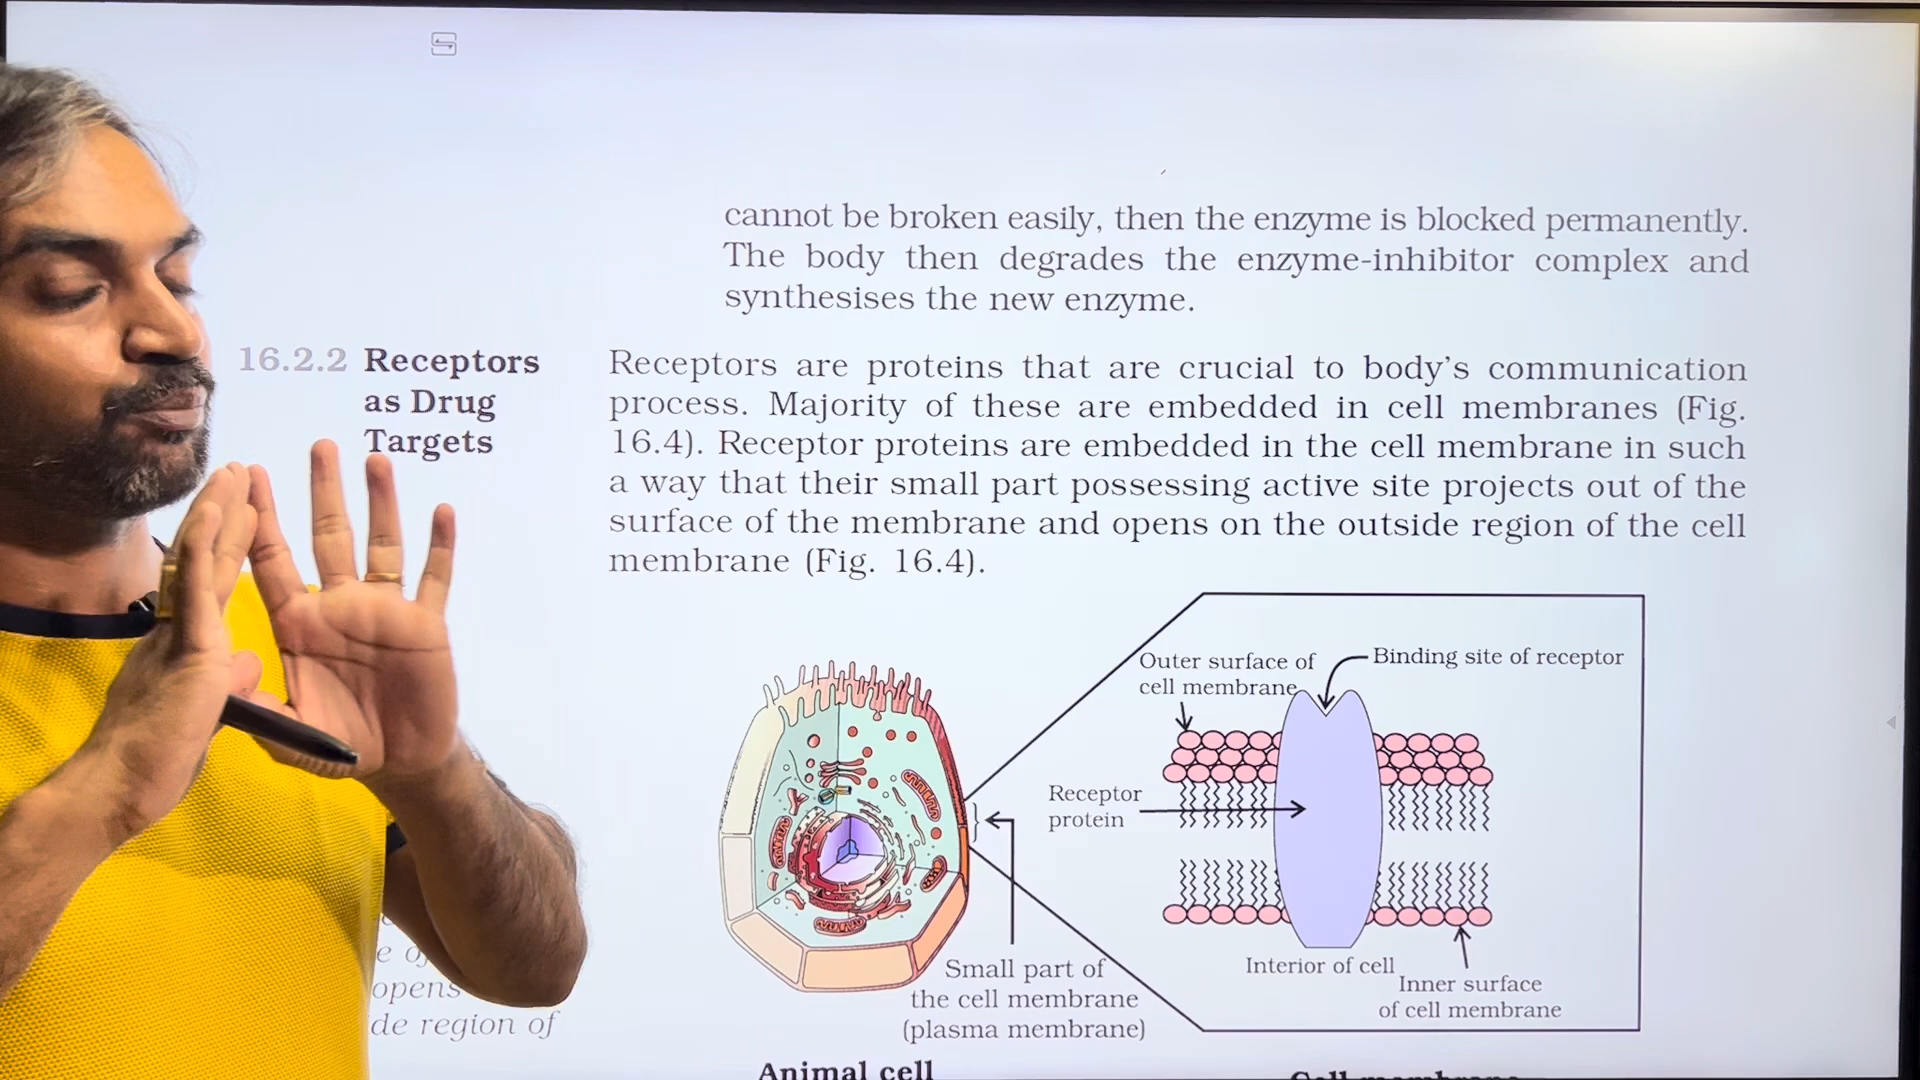 cannot be broken easily, then the enzyme is blocked permanently.
The body then degrades the enzyme-inhibitor complex and
synthesises the new enzyme.
16.2.2 Receptors
as Drug
Targets
Receptors are proteins that are crucial to body's communication
process. Majority of these are embedded in cell membranes (Fig.
16.4). Receptor proteins are embedded in the cell membrane in such
a way that their small part possessing active site projects out of the
surface of the membrane and opens on the outside region of the cell
membrane (Fig. 16.4).
Outer surface of
cell membrane
Binding site of receptor
Receptor
protein
Interior of cell
Inner surface
of cell membrane
Small part of
the cell membrane
(plasma membrane)
opens
region of
Animal cell
Cell membrane